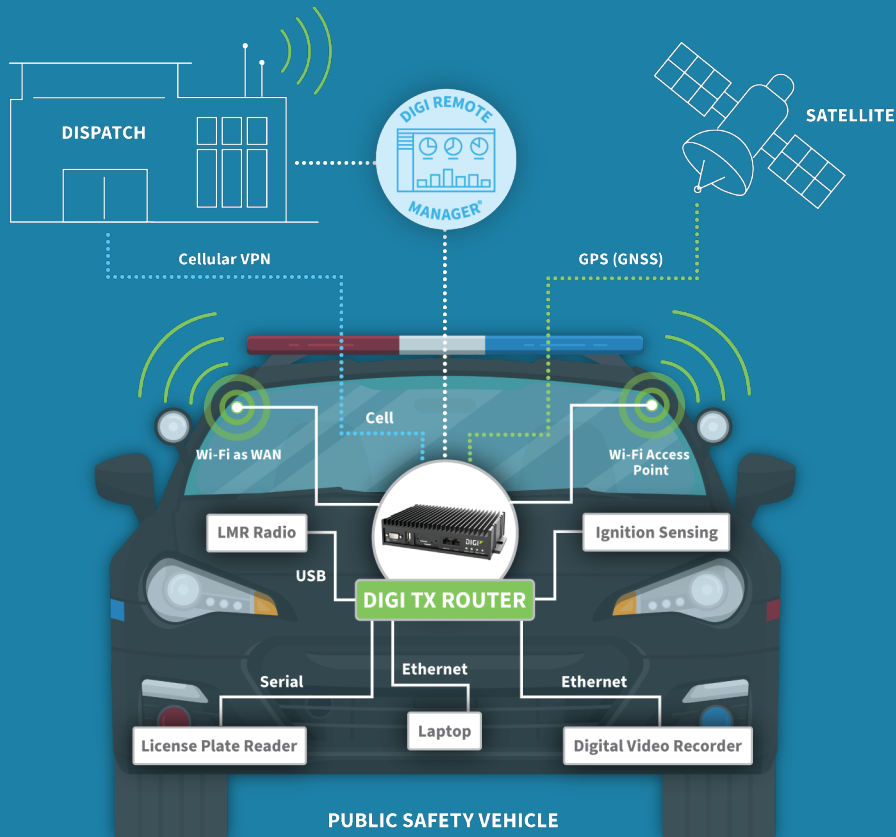 DISPATCH
DIGI REMOTE
MANAGER®
SATELLITE
Cellular VPN
GPS (GNSS)
Cell
Wi-Fi as WAN
Wi-Fi Access
Point
LMR Radio
DIGI
Ignition Sensing
USB
DIGI TX ROUTER
Serial
Ethernet
Ethernet
License Plate Reader
Laptop
Digital Video Recorder
PUBLIC SAFETY VEHICLE